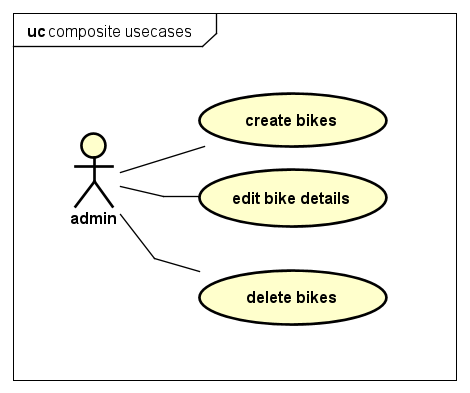 uc composite usecases
create bikes
edit bike details
admin
delete bikes